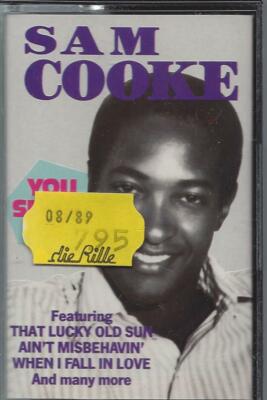 SAM
COOKE
YOU
S
08/89
795
die Rille
Featuring
THAT LUCKY OLD SUN
AIN'T MISBEHAVIN'
WHEN I FALL IN LOVE
And many more